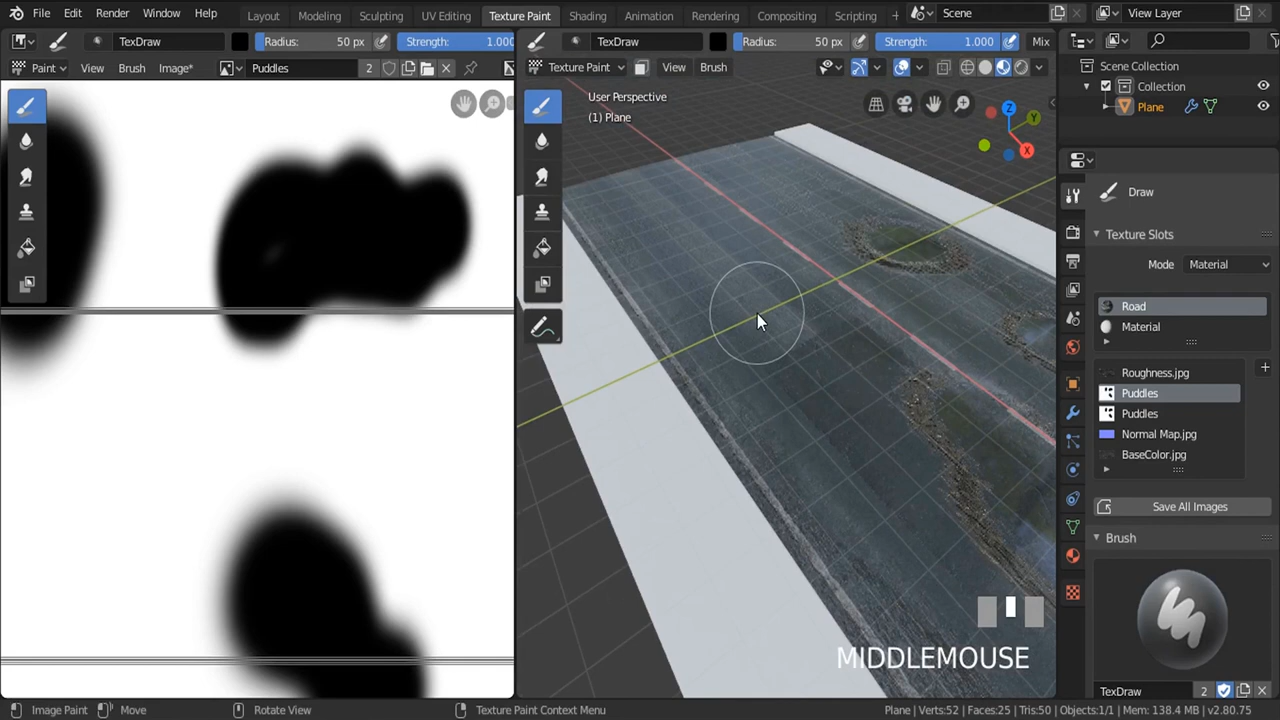 File Edit Render Window Help Layout Modeling Sculpting UV Editing Texture Paint Shading Animation Rendering Compositing Scripting + Scene View Layer
TexDraw Radius: 50 px Strength: 1.000 TexDraw Radius: 50 px Strength: 1.000 Mix
Paint View Brush Image* Puddles 2 Texture Paint View Brush
Scene Collection
Collection
Plane
User Perspective
(1) Plane
Z
Y
X
Draw
Texture Slots
Mode Material
Road
Material
Roughness.jpg
Puddles
Puddles
Normal Map.jpg
BaseColor.jpg
Save All Images
Brush
MIDDLEMOUSE
TexDraw 2
Image Paint Move Rotate View Texture Paint Context Menu Plane | Verts:52 | Faces:25 | Tris:50 | Objects:1/1 | Mem: 138.4 MB | v2.80.75